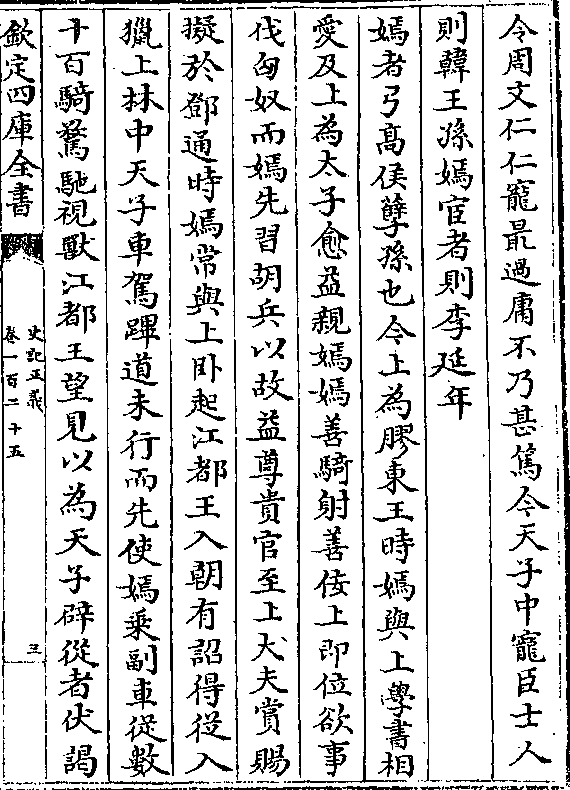 令周文仁仁寵最過庸不乃甚篤今天子中寵臣士人
則韓王孫嫣宦者則李延年
嫣者弓髙侯孽孫也今上為膠東王時嫣與上學書相
愛及上為太子愈益親嫣嫣善騎射善佞上即位欲事
伐匈奴而嫣先習胡兵以故益尊貴官至上大夫賞賜
擬於鄧通時嫣常與上卧起江都王入朝有詔得從入
獵上林中天子車駕蹕道未行而先使嫣乗副車從數
十百騎驁馳視獸江都王望見以為天子辟從者伏謁
欽定四庫全書
史記正義
卷一百二十五
三